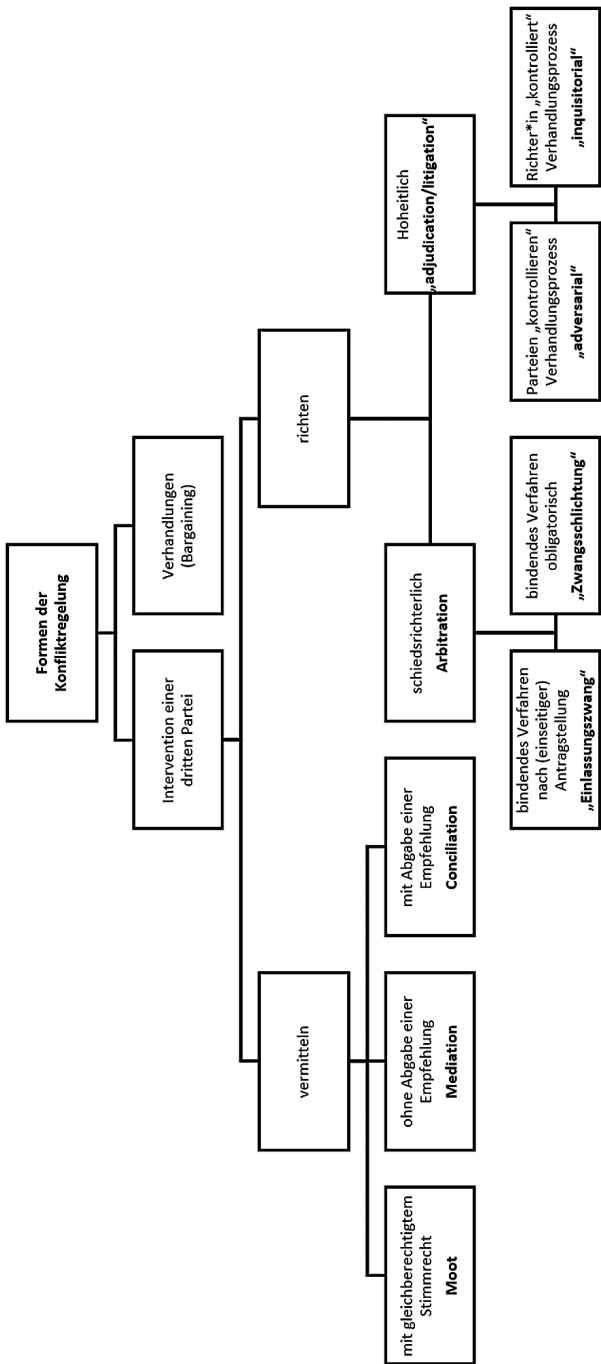 Formen der
Konfliktregelung
Intervention einer
dritten Partei
Verhandlungen
(Bargaining)
vermitteln
richten
mit gleichberechtigtem
Stimmrecht
Moot
ohne Abgabe einer
Empfehlung
Mediation
mit Abgabe einer
Empfehlung
Conciliation
schiedsrichterlich
Arbitration
Hoheitlich
„adjudication/litigation“
bindendes Verfahren
nach (einseitiger)
Antragstellung
„Einlassungszwang“
bindendes Verfahren
obligatorisch
„Zwangsschlichtung“
Parteien „kontrollieren“
Verhandlungsprozess
„adversarial“
Richter*in „kontrolliert“
Verhandlungsprozess
„inquisitorial“